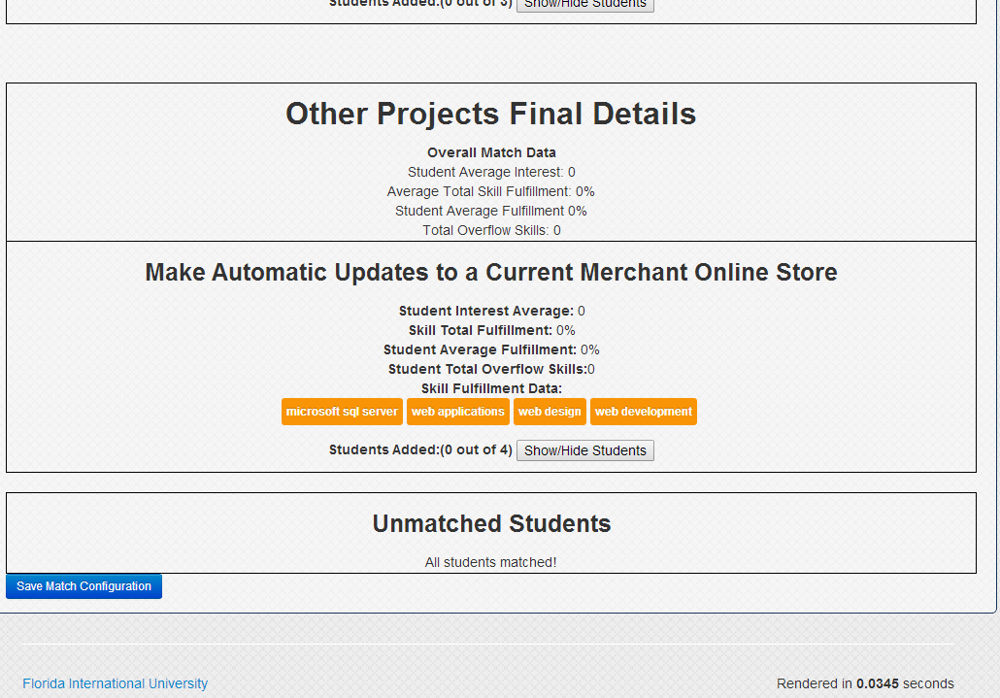 Students Added:(0 out of 3) Show/Hide Students
Other Projects Final Details
Overall Match Data
Student Average Interest: 0
Average Total Skill Fulfillment: 0%
Student Average Fulfillment 0%
Total Overflow Skills: 0
Make Automatic Updates to a Current Merchant Online Store
Student Interest Average: 0
Skill Total Fulfillment: 0%
Student Average Fulfillment: 0%
Student Total Overflow Skills:0
Skill Fulfillment Data:
microsoft sql server web applications web design web development
Students Added:(0 out of 4) Show/Hide Students
Unmatched Students
All students matched!
Save Match Configuration
Florida International University Rendered in 0.0345 seconds